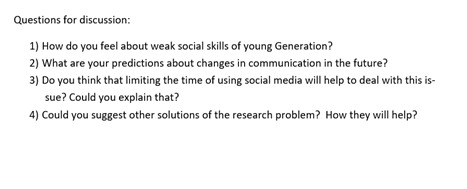 Questions for discussion:
1) How do you feel about weak social skills of young Generation?
2) What are your predictions about changes in communication in the future?
3) Do you think that limiting the time of using social media will help to deal with this is-
sue? Could you explain that?
4) Could you suggest other solutions of the research problem?  How they will help?